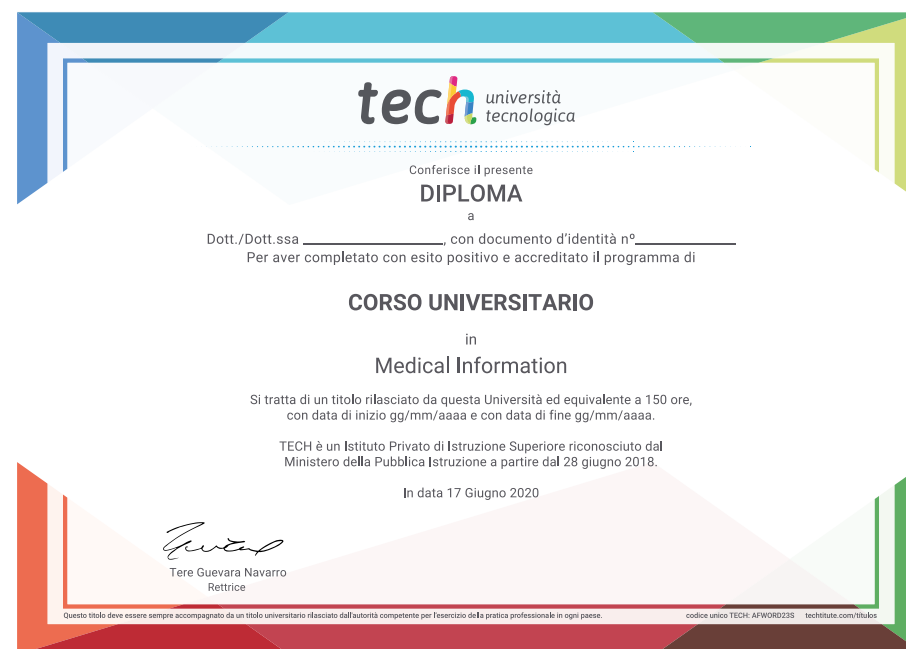 tech università
tecnologica
Conferisce il presente
DIPLOMA
a
Dott./Dott.ssa ____________________, con documento d'identità nº______________
Per aver completato con esito positivo e accreditato il programma di
CORSO UNIVERSITARIO
in
Medical Information
Si tratta di un titolo rilasciato da questa Università ed equivalente a 150 ore,
con data di inizio gg/mm/aaaa e con data di fine gg/mm/aaaa.
TECH è un Istituto Privato di Istruzione Superiore riconosciuto dal
Ministero della Pubblica Istruzione a partire dal 28 giugno 2018.
In data 17 Giugno 2020
Tere Guevara Navarro
Rettrice
Questo titolo deve essere sempre accompagnato da un titolo universitario rilasciato dall'autorità competente per l'esercizio della pratica professionale in ogni paese. codice unico TECH: AFWORD23S techtitute.com/titulos